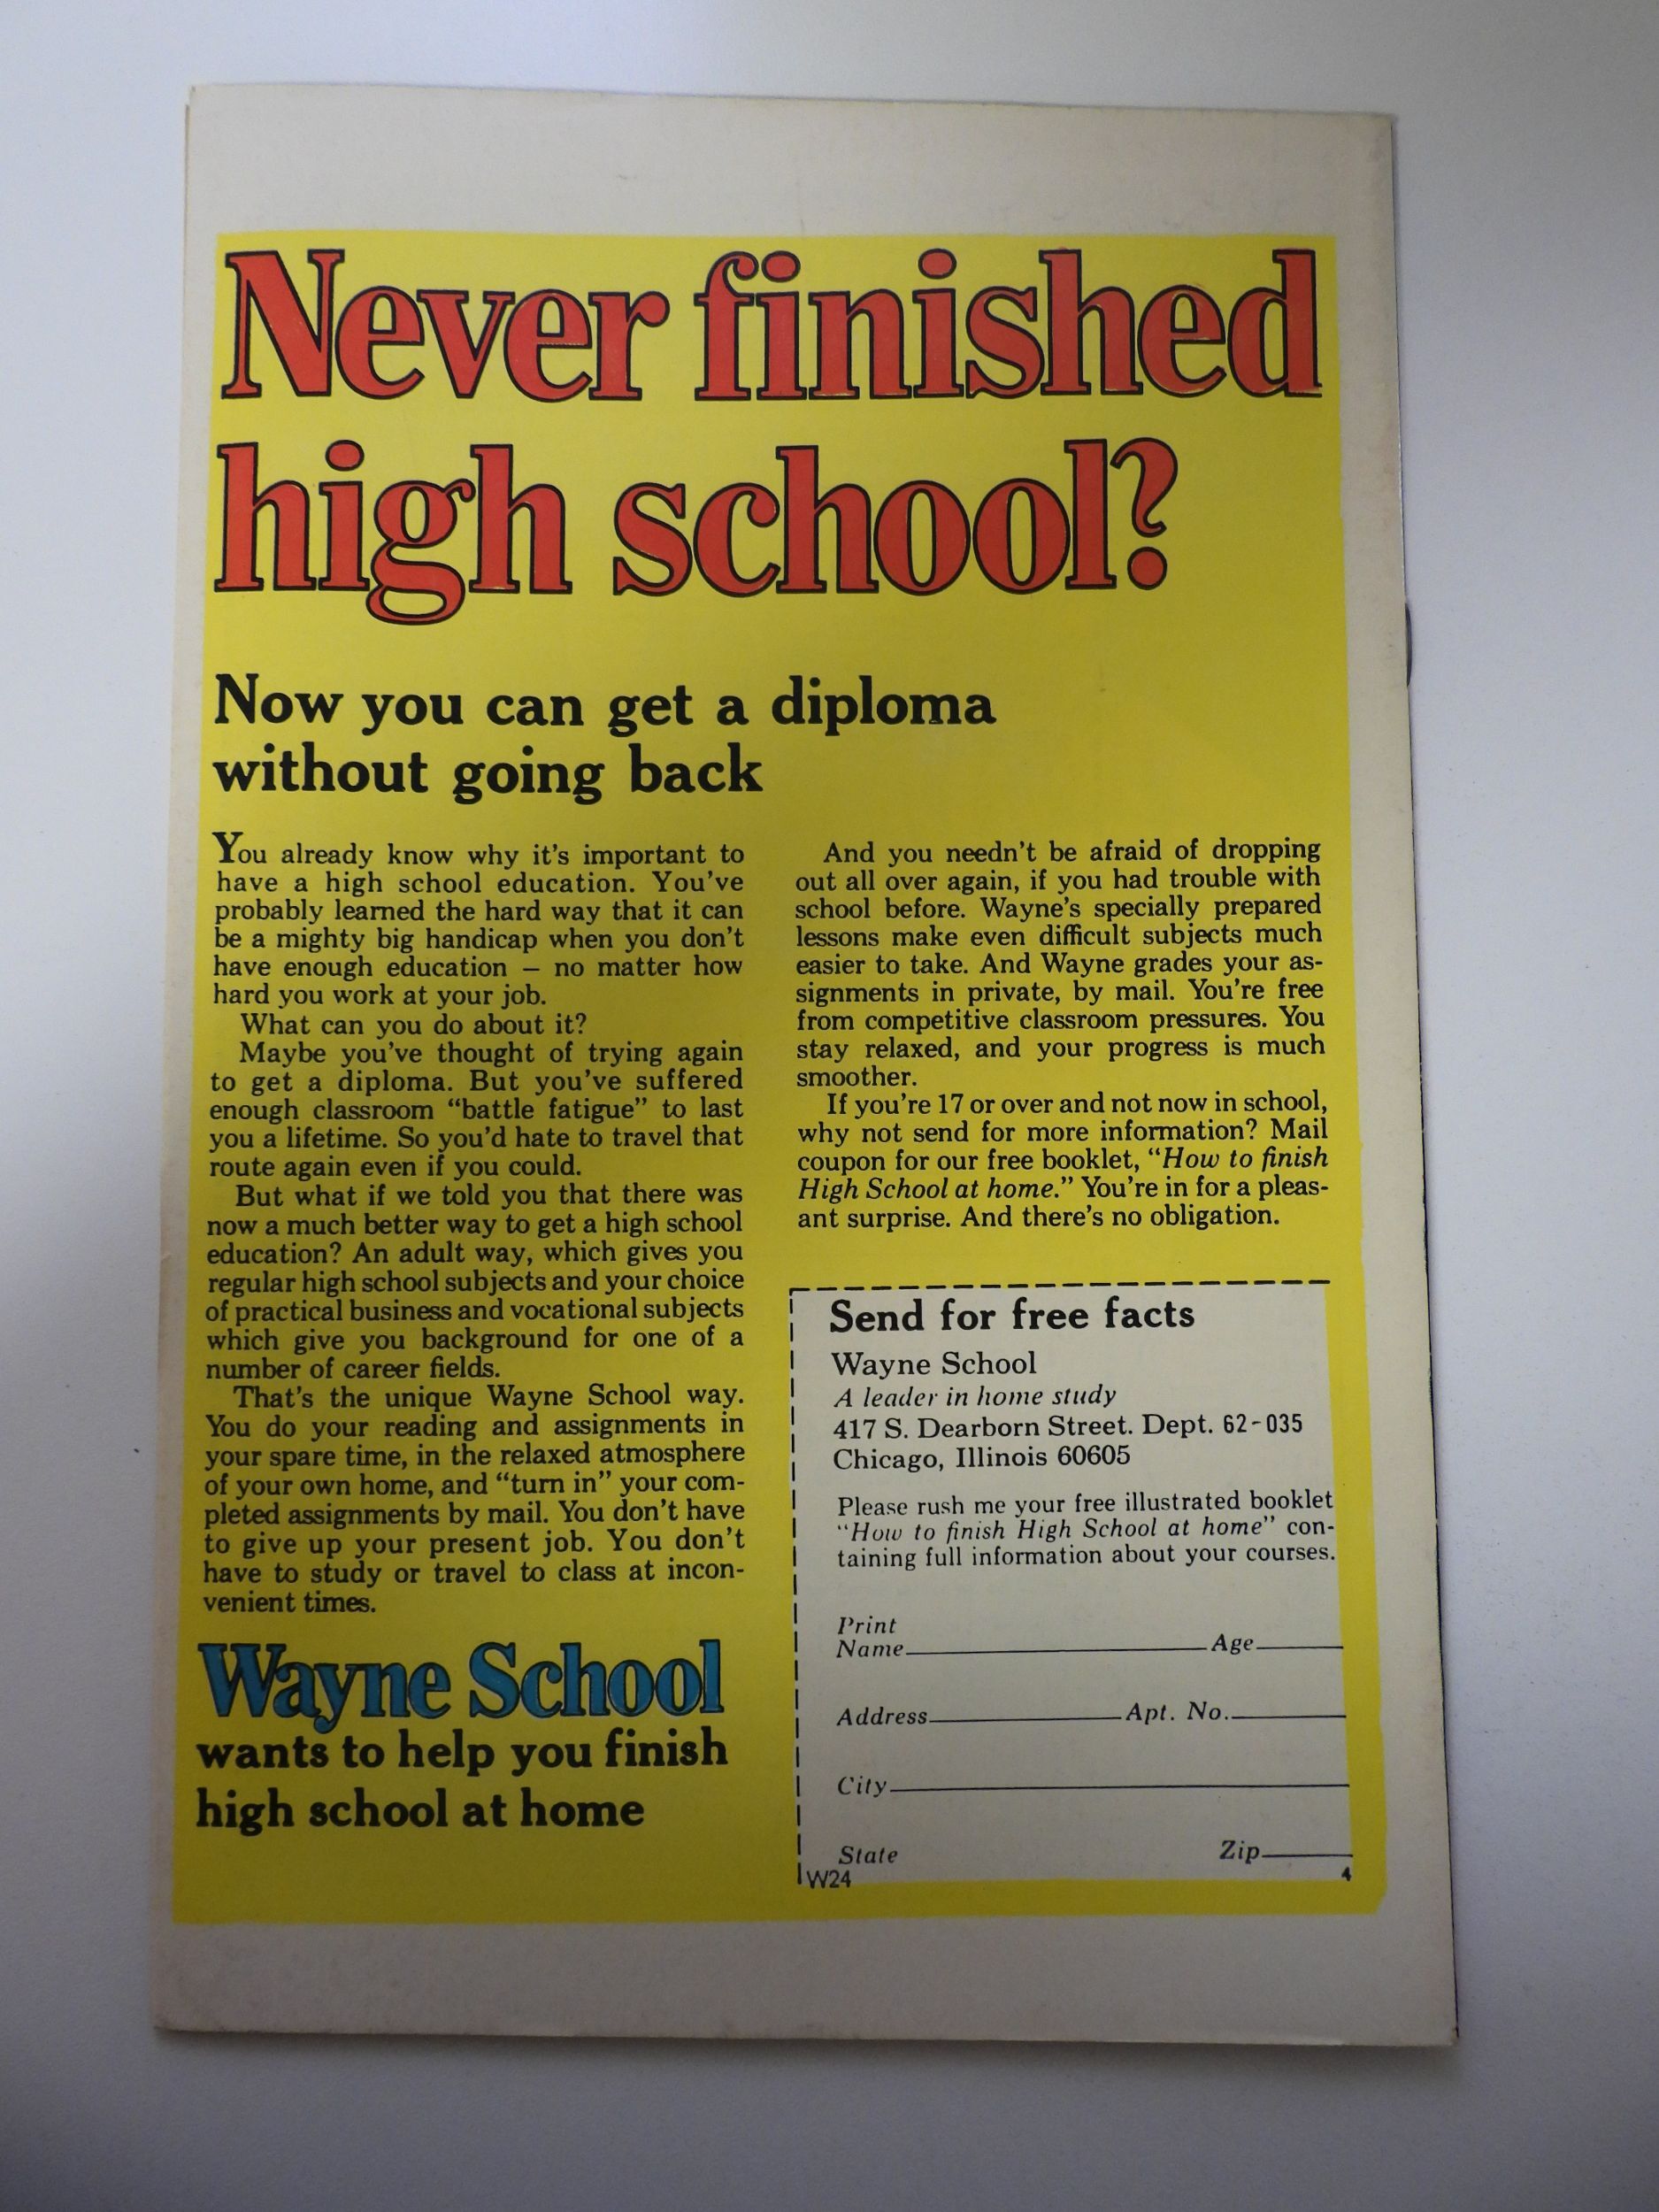 Never finished
high school?
Now you can get a diploma
without going back
You already know why it's important to
have a high school education. You've
probably learned the hard way that it can
be a mighty big handicap when you don't
have enough education – no matter how
hard you work at your job.
What can you do about it?
Maybe you've thought of trying again
to get a diploma. But you've suffered
enough classroom “battle fatigue” to last
you a lifetime. So you'd hate to travel that
route again even if you could.
But what if we told you that there was
now a much better way to get a high school
education? An adult way, which gives you
regular high school subjects and your choice
of practical business and vocational subjects
which give you background for one of a
number of career fields.
That's the unique Wayne School way.
You do your reading and assignments in
your spare time, in the relaxed atmosphere
of your own home, and “turn in” your com-
pleted assignments by mail. You don't have
to give up your present job. You don't
have to study or travel to class at incon-
venient times.
Wayne School
wants to help you finish
high school at home
And you needn't be afraid of dropping
out all over again, if you had trouble with
school before. Wayne's specially prepared
lessons make even difficult subjects much
easier to take. And Wayne grades your as-
signments in private, by mail. You're free
from competitive classroom pressures. You
stay relaxed, and your progress is much
smoother.
If you're 17 or over and not now in school,
why not send for more information? Mail
coupon for our free booklet, “How to finish
High School at home.” You're in for a pleas-
ant surprise. And there's no obligation.
Send for free facts
Wayne School
A leader in home study
417 S. Dearborn Street. Dept. 62-035
Chicago, Illinois 60605
Please rush me your free illustrated booklet
“How to finish High School at home” con-
taining full information about your courses.
Print
Name Age
Address Apt. No.
City
State Zip
W24 4